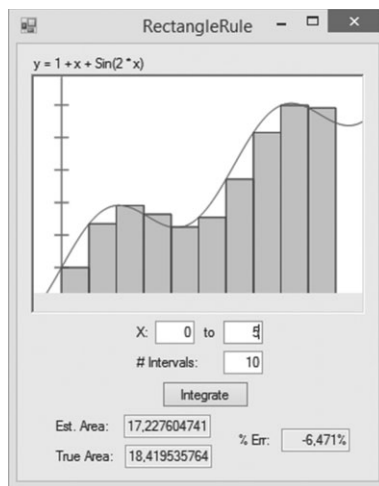 RectangleRule
y = 1 + x + Sin(2 * x)
X: 0 to 5
# Intervals: 10
Integrate
Est. Area: 17,227604741
% Err: -6,471%
True Area: 18,419535764